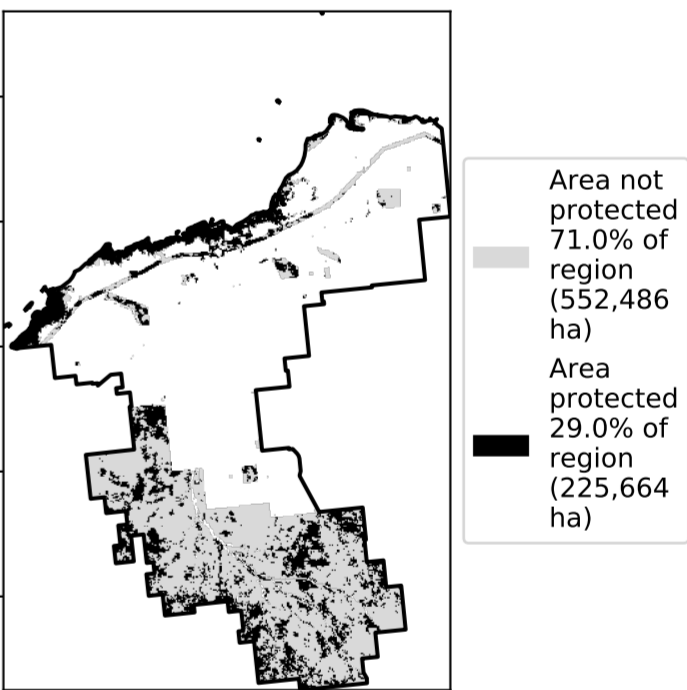 Area not
protected
71.0% of
region
(552,486
ha)
Area
protected
29.0% of
region
(225,664
ha)